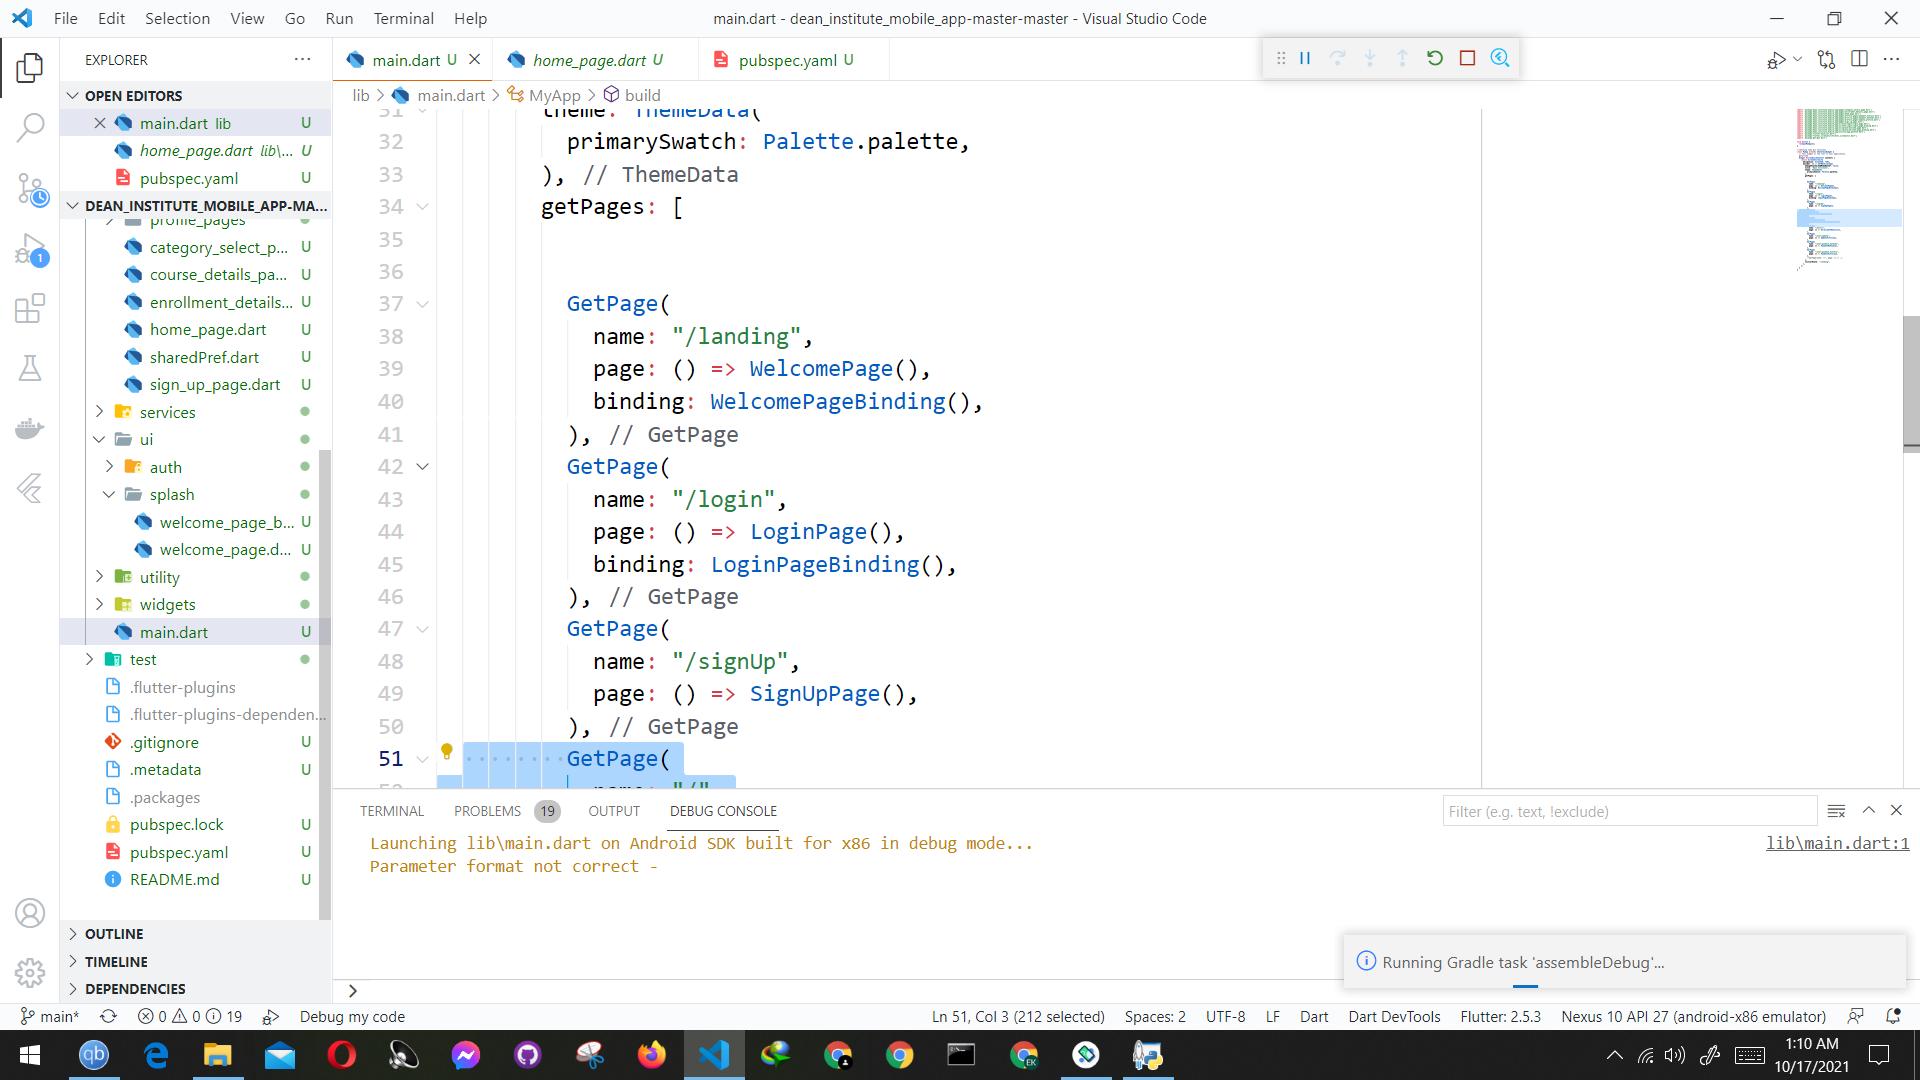 File Edit Selection View Go Run Terminal Help
main.dart - dean_institute_mobile_app-master-master - Visual Studio Code
EXPLORER
OPEN EDITORS
main.dart lib U
home_page.dart lib\... U
pubspec.yaml U
DEAN_INSTITUTE_MOBILE_APP-MA...
profile_pages
category_select_p... U
course_details_pa... U
enrollment_details... U
home_page.dart U
sharedPref.dart U
sign_up_page.dart U
services
ui
auth
splash
welcome_page_b... U
welcome_page.d... U
utility
widgets
main.dart U
test
.flutter-plugins
.flutter-plugins-dependen...
.gitignore U
.metadata U
.packages
pubspec.lock U
pubspec.yaml U
README.md U
OUTLINE
TIMELINE
DEPENDENCIES
main.dart U
home_page.dart U
pubspec.yaml U
lib > main.dart > MyApp > build
31 theme: ThemeData(
32 primarySwatch: Palette.palette,
33 ), // ThemeData
34 getPages: [
35
36
37 GetPage(
38 name: "/landing",
39 page: () => WelcomePage(),
40 binding: WelcomePageBinding(),
41 ), // GetPage
42 GetPage(
43 name: "/login",
44 page: () => LoginPage(),
45 binding: LoginPageBinding(),
46 ), // GetPage
47 GetPage(
48 name: "/signUp",
49 page: () => SignUpPage(),
50 ), // GetPage
51 GetPage(
52 name: "/"
TERMINAL PROBLEMS 19 OUTPUT DEBUG CONSOLE
Filter (e.g. text, !exclude)
Launching lib\main.dart on Android SDK built for x86 in debug mode...
lib\main.dart:1
Parameter format not correct -
Running Gradle task 'assembleDebug'...
main* 0 0 19 Debug my code
Ln 51, Col 3 (212 selected) Spaces: 2 UTF-8 LF Dart Dart DevTools Flutter: 2.5.3 Nexus 10 API 27 (android-x86 emulator)
1
qb
EK
1:10 AM
10/17/2021